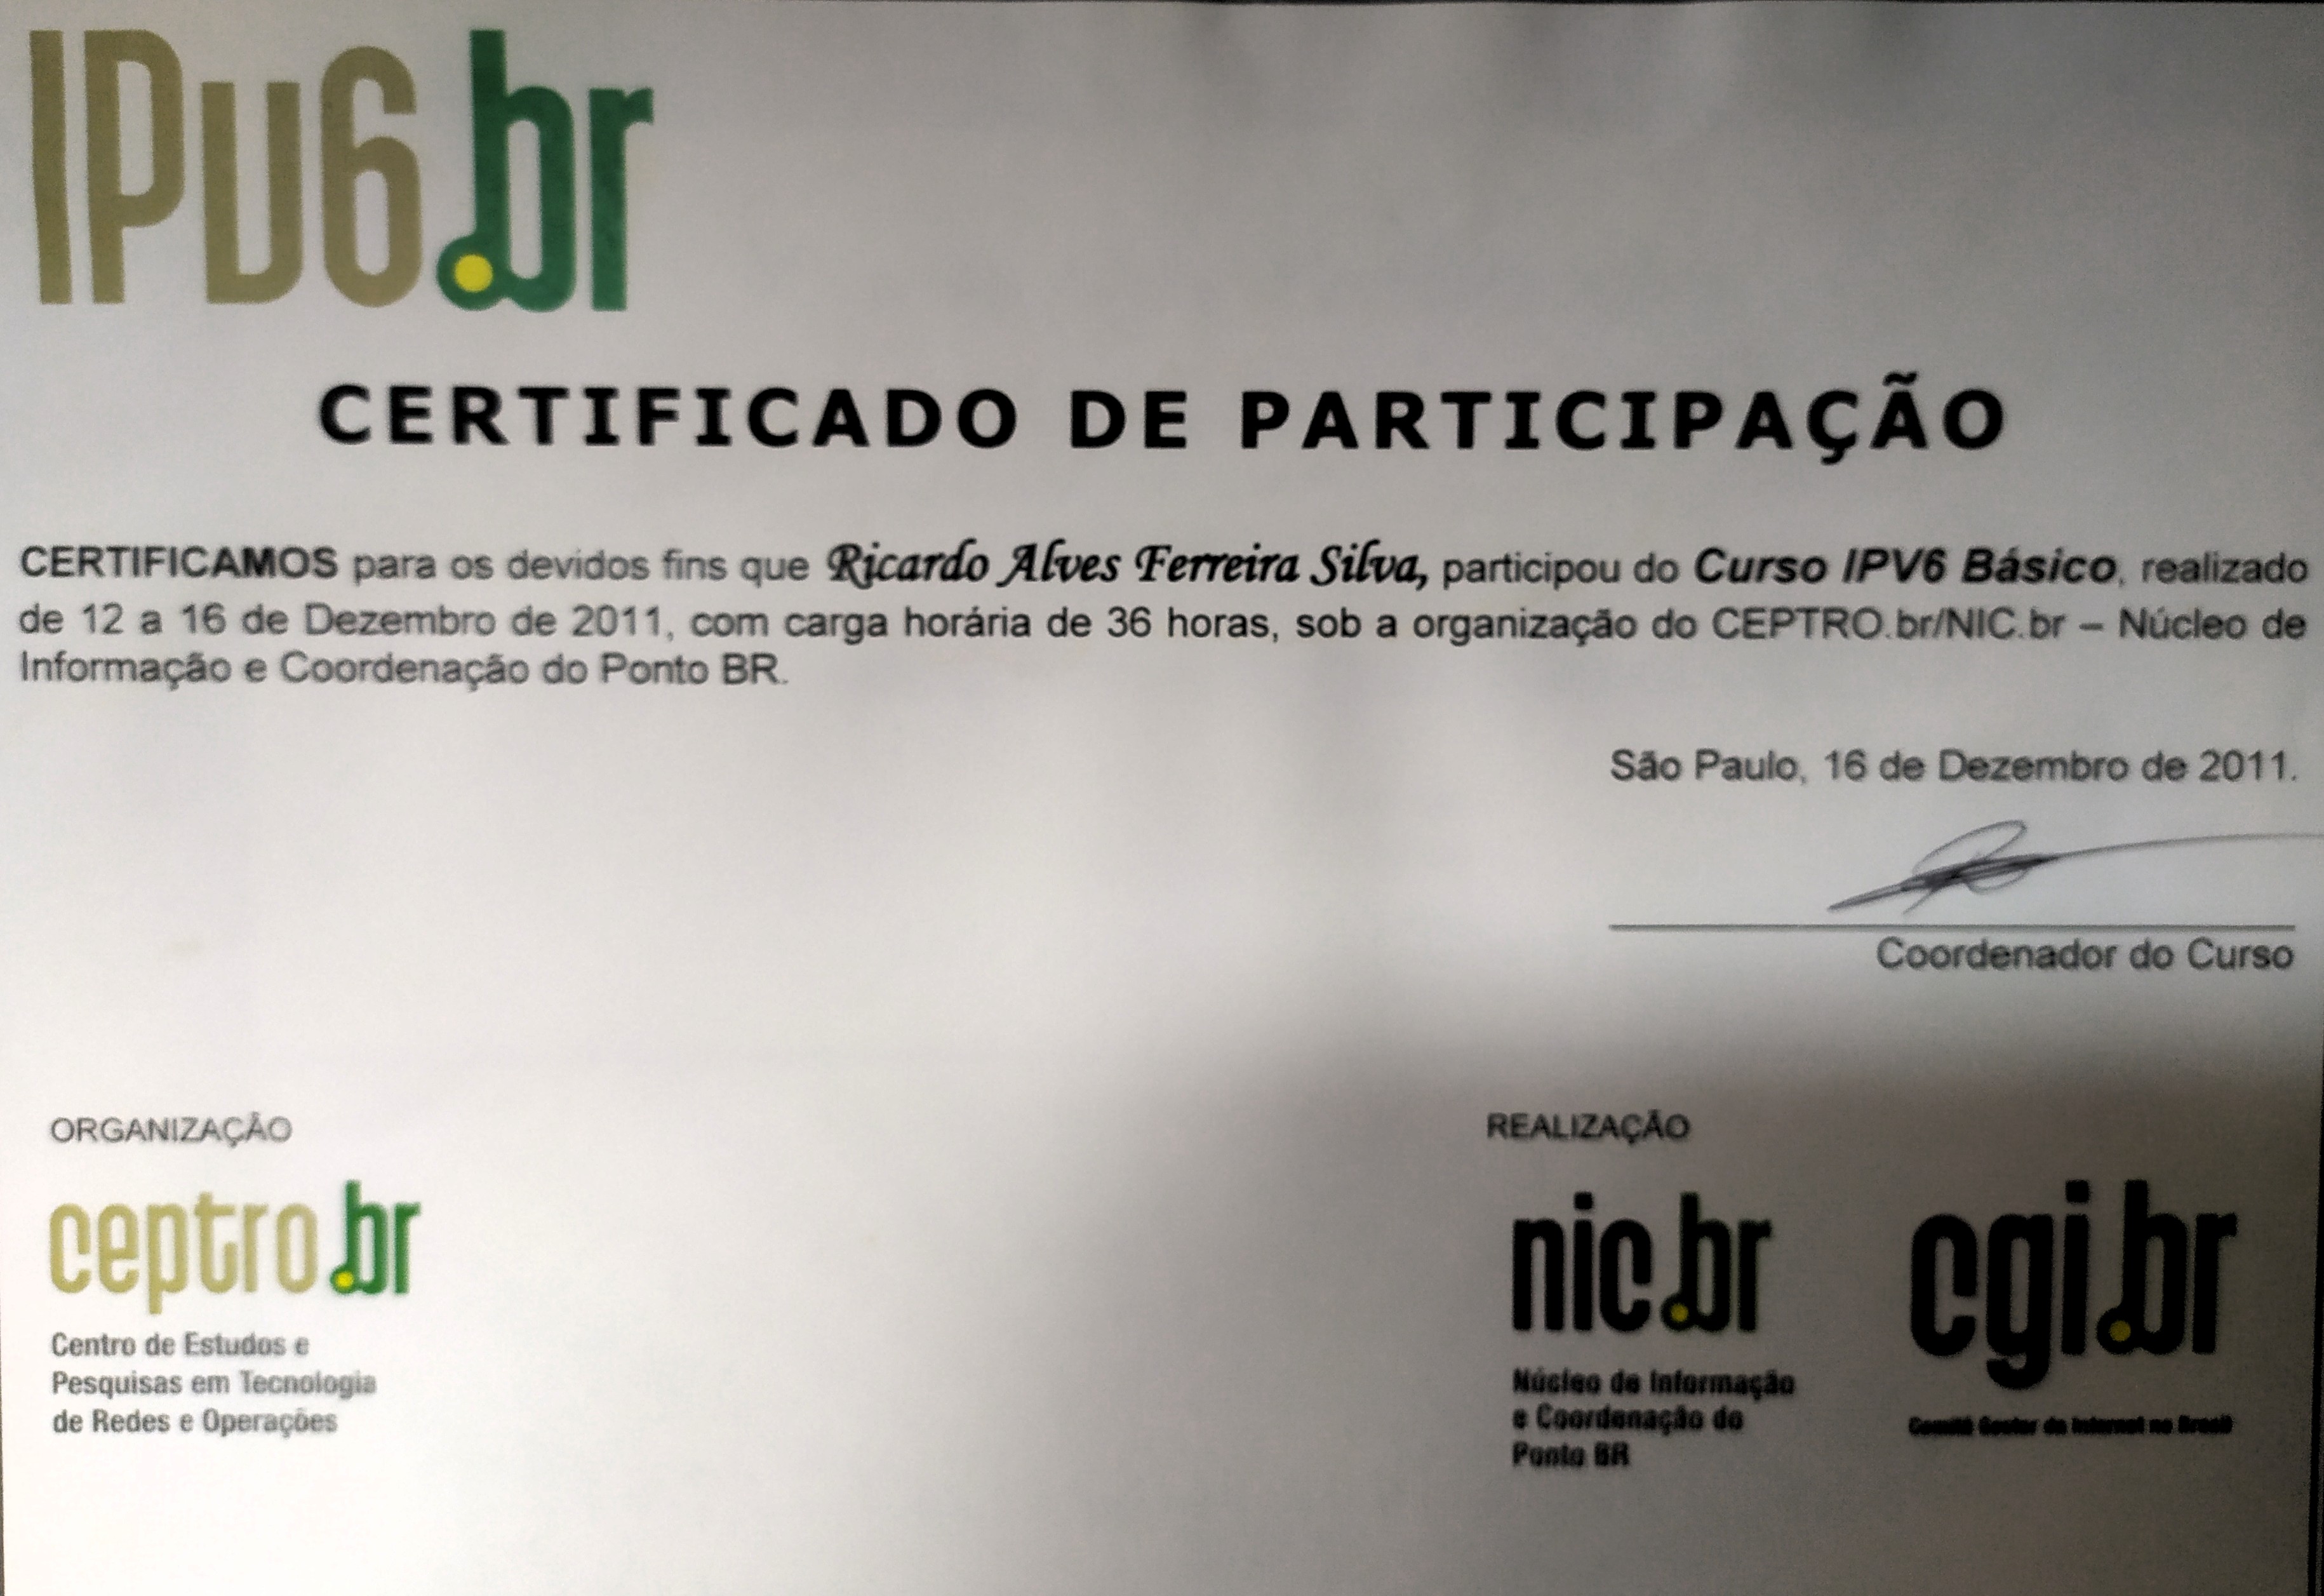 IPv6.br
CERTIFICADO DE PARTICIPAÇÃO
CERTIFICAMOS para os devidos fins que Ricardo Alves Ferreira Silva, participou do Curso IPV6 Básico, realizado
de 12 a 16 de Dezembro de 2011, com carga horária de 36 horas, sob a organização do CEPTRO.br/NIC.br – Núcleo de
Informação e Coordenação do Ponto BR.
São Paulo, 16 de Dezembro de 2011.
Coordenador do Curso
ORGANIZAÇÃO
ceptro.br
Centro de Estudos e
Pesquisas em Tecnologia
de Redes e Operações
REALIZAÇÃO
nic.br
Núcleo de Informação
e Coordenação do
Ponto BR
cgi.br
Comitê Gestor da Internet no Brasil